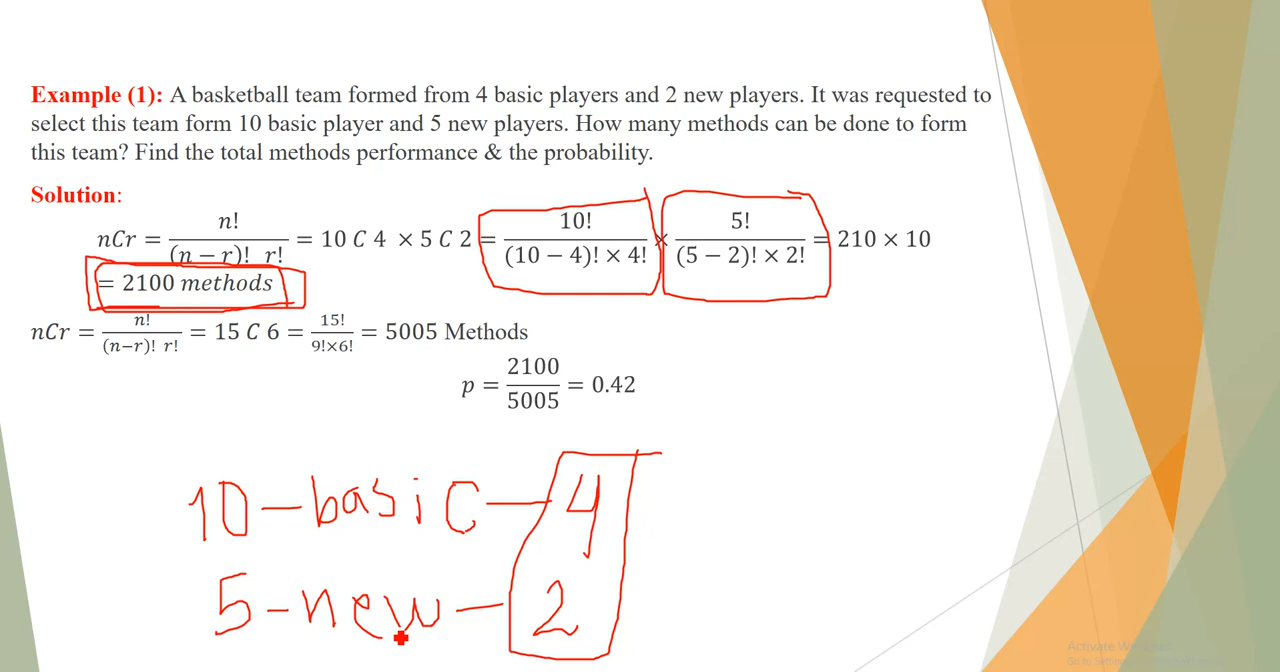 Example (1): A basketball team formed from 4 basic players and 2 new players. It was requested to
select this team form 10 basic player and 5 new players. How many methods can be done to form
this team? Find the total methods performance & the probability.
Solution:
nCr = n! / (n − r)! r! = 10 C 4 × 5 C 2 = 10! / (10 − 4)! × 4! × 5! / (5 − 2)! × 2! = 210 × 10
= 2100 methods
nCr = n! / (n−r)! r! = 15 C 6 = 15! / 9!×6! = 5005 Methods
p = 2100 / 5005 = 0.42
10 - basic - 4
5 - new - 2
Activate Windows